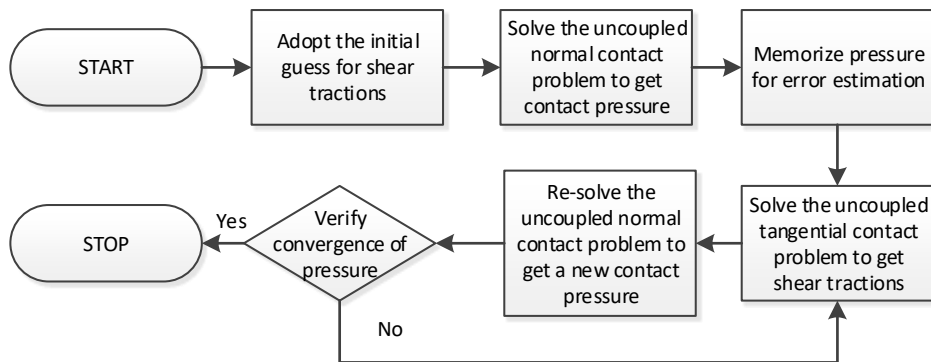 START
Adopt the initial
guess for shear
tractions
Solve the uncoupled
normal contact
problem to get
contact pressure
Memorize pressure
for error estimation
Solve the uncoupled
tangential contact
problem to get
shear tractions
Re-solve the
uncoupled normal
contact problem to
get a new contact
pressure
Verify
convergence of
pressure
Yes
STOP
No